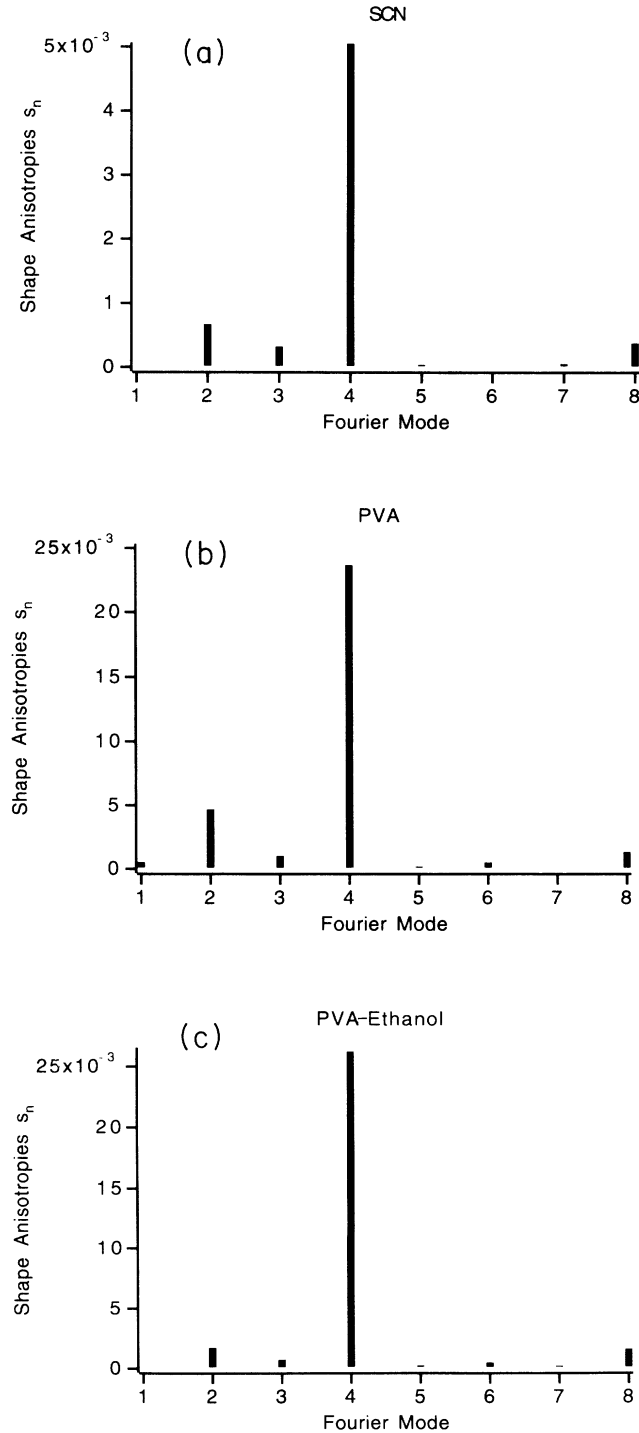 SCN
(a)
5x10⁻³
4
3
2
1
0
Shape Anisotropies sₙ
1 2 3 4 5 6 7 8
Fourier Mode
PVA
(b)
25x10⁻³
20
15
10
5
0
Shape Anisotropies sₙ
1 2 3 4 5 6 7 8
Fourier Mode
PVA-Ethanol
(c)
25x10⁻³
20
15
10
5
0
Shape Anisotropies sₙ
1 2 3 4 5 6 7 8
Fourier Mode